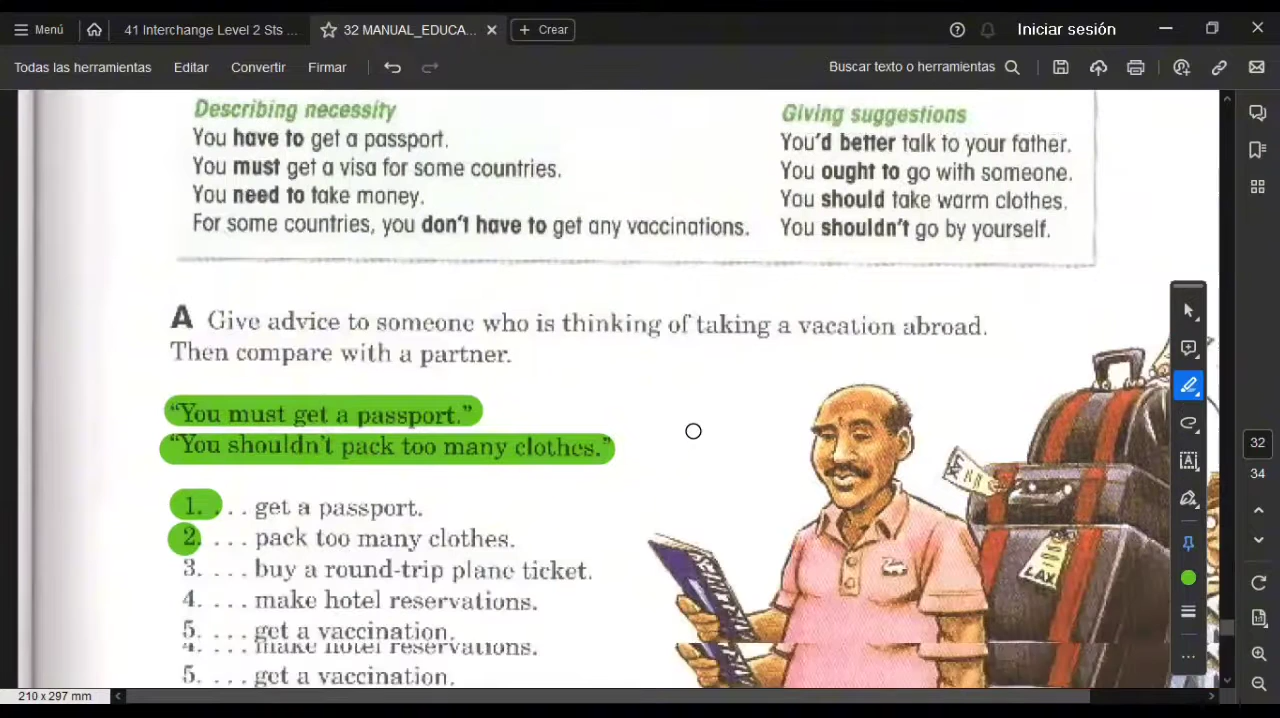 Menú
41 Interchange Level 2 Sts ...
32 MANUAL_EDUCA...
Crear
Iniciar sesión
Todas las herramientas
Editar
Convertir
Firmar
Buscar texto o herramientas
Describing necessity
You have to get a passport.
You must get a visa for some countries.
You need to take money.
For some countries, you don't have to get any vaccinations.
Giving suggestions
You'd better talk to your father.
You ought to go with someone.
You should take warm clothes.
You shouldn't go by yourself.
A Give advice to someone who is thinking of taking a vacation abroad.
Then compare with a partner.
"You must get a passport."
"You shouldn't pack too many clothes."
1. . . . get a passport.
2. . . . pack too many clothes.
3. . . . buy a round-trip plane ticket.
4. . . . make hotel reservations.
5. . . . get a vaccination.
4. . . . make hotel reservations.
5. . . . get a vaccination.
LAX
LAX
32
34
210 x 297 mm